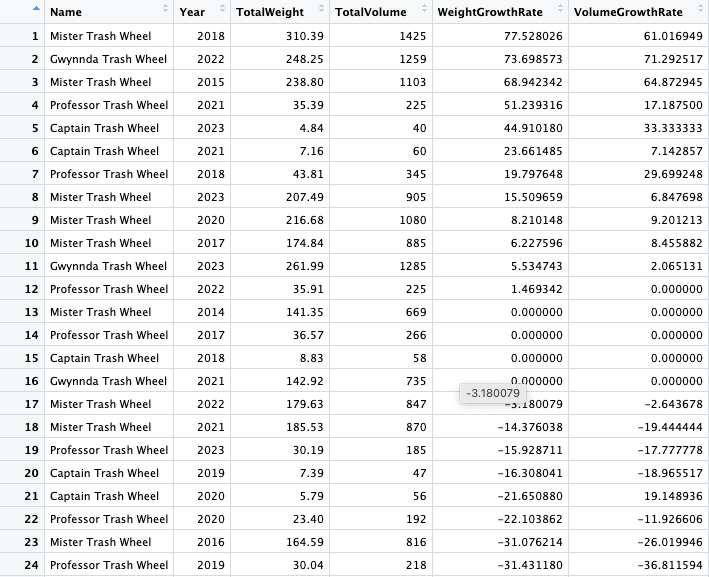 Name Year TotalWeight TotalVolume WeightGrowthRate VolumeGrowthRate
1 Mister Trash Wheel 2018 310.39 1425 77.528026 61.016949
2 Gwynnda Trash Wheel 2022 248.25 1259 73.698573 71.292517
3 Mister Trash Wheel 2015 238.80 1103 68.942342 64.872945
4 Professor Trash Wheel 2021 35.39 225 51.239316 17.187500
5 Captain Trash Wheel 2023 4.84 40 44.910180 33.333333
6 Captain Trash Wheel 2021 7.16 60 23.661485 7.142857
7 Professor Trash Wheel 2018 43.81 345 19.797648 29.699248
8 Mister Trash Wheel 2023 207.49 905 15.509659 6.847698
9 Mister Trash Wheel 2020 216.68 1080 8.210148 9.201213
10 Mister Trash Wheel 2017 174.84 885 6.227596 8.455882
11 Gwynnda Trash Wheel 2023 261.99 1285 5.534743 2.065131
12 Professor Trash Wheel 2022 35.91 225 1.469342 0.000000
13 Mister Trash Wheel 2014 141.35 669 0.000000 0.000000
14 Professor Trash Wheel 2017 36.57 266 0.000000 0.000000
15 Captain Trash Wheel 2018 8.83 58 0.000000 0.000000
16 Gwynnda Trash Wheel 2021 142.92 735 0.000000 0.000000
-3.180079
17 Mister Trash Wheel 2022 179.63 847 -3.180079 -2.643678
18 Mister Trash Wheel 2021 185.53 870 -14.376038 -19.444444
19 Professor Trash Wheel 2023 30.19 185 -15.928711 -17.777778
20 Captain Trash Wheel 2019 7.39 47 -16.308041 -18.965517
21 Captain Trash Wheel 2020 5.79 56 -21.650880 19.148936
22 Professor Trash Wheel 2020 23.40 192 -22.103862 -11.926606
23 Mister Trash Wheel 2016 164.59 816 -31.076214 -26.019946
24 Professor Trash Wheel 2019 30.04 218 -31.431180 -36.811594